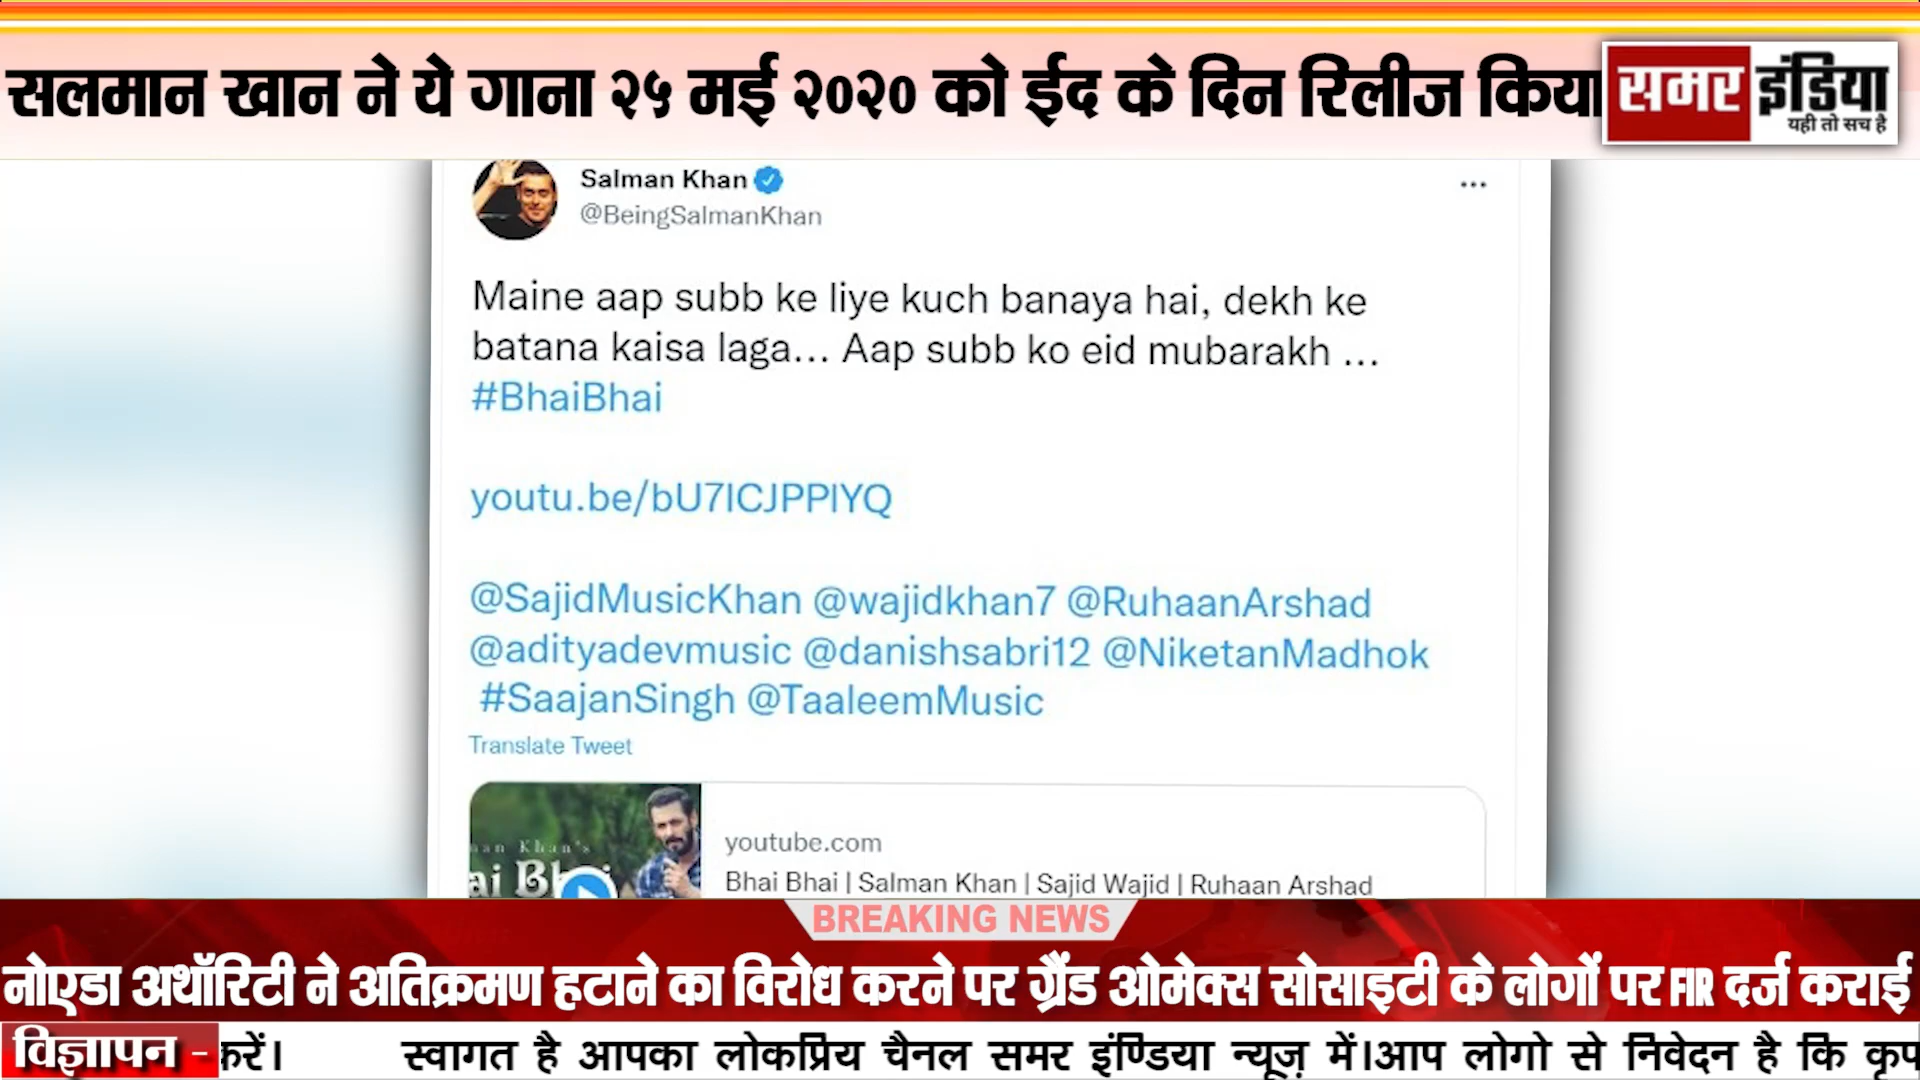 सलमान खान ने ये गाना २५ मई २०२० को ईद के दिन रिलीज किया
समर इंडिया
यही तो सच है
Salman Khan
@BeingSalmanKhan
Maine aap subb ke liye kuch banaya hai, dekh ke
batana kaisa laga... Aap subb ko eid mubarakh ...
#BhaiBhai
youtu.be/bU7ICJPPIYQ
@SajidMusicKhan @wajidkhan7 @RuhaanArshad
@adityadevmusic @danishsabri12 @NiketanMadhok
#SaajanSingh @TaaleemMusic
Translate Tweet
youtube.com
Bhai Bhai | Salman Khan | Sajid Wajid | Ruhaan Arshad
BREAKING NEWS
नोएडा अथॉरिटी ने अतिक्रमण हटाने का विरोध करने पर ग्रैंड ओमेक्स सोसाइटी के लोगों पर FIR दर्ज कराई
विज्ञापन - करें। स्वागत है आपका लोकप्रिय चैनल समर इंण्डिया न्यूज़ में।आप लोगो से निवेदन है कि